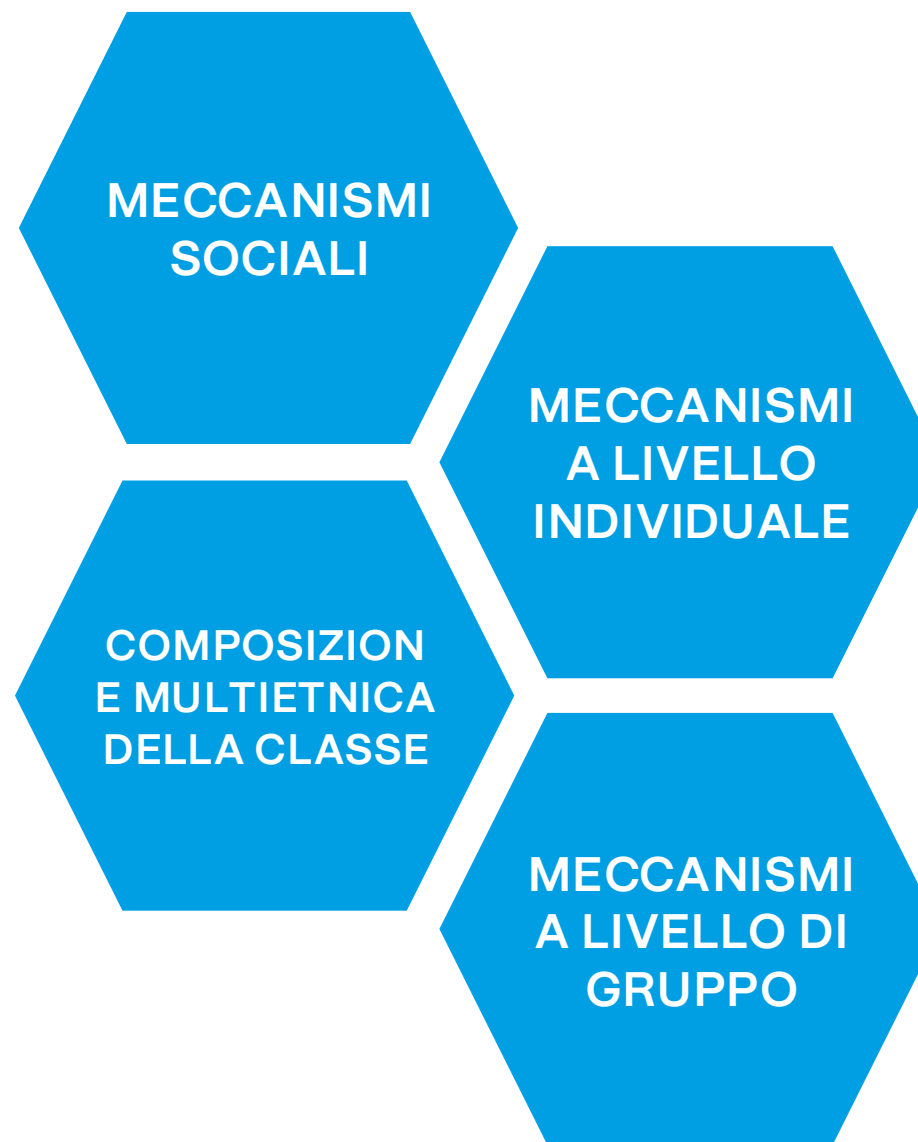 MECCANISMI
SOCIALI
MECCANISMI
A LIVELLO
INDIVIDUALE
COMPOSIZION
E MULTIETNICA
DELLA CLASSE
MECCANISMI
A LIVELLO DI
GRUPPO